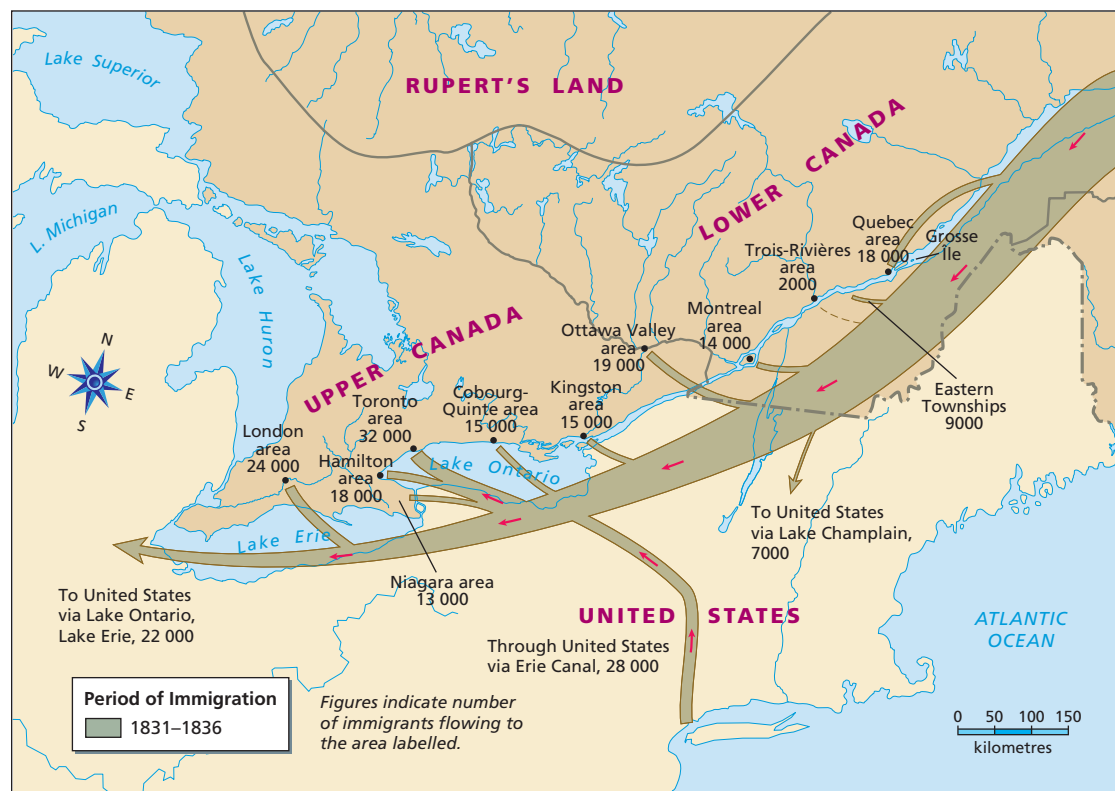 Lake Superior
RUPERT'S LAND
LOWER CANADA
L. Michigan
Lake Huron
Quebec
area
18 000
Grosse
Île
Trois-Rivières
area
2000
Montreal
area
14 000
Ottawa Valley
area
19 000
UPPER CANADA
N
W
E
S
Kingston
area
15 000
Cobourg-
Quinte area
15 000
Toronto
area
32 000
Eastern
Townships
9000
London
area
24 000
Hamilton
area
18 000
Lake Ontario
Lake Erie
To United States
via Lake Champlain,
7000
Niagara area
13 000
To United States
via Lake Ontario,
Lake Erie, 22 000
UNITED STATES
ATLANTIC
OCEAN
Through United States
via Erie Canal, 28 000
Period of Immigration
1831–1836
Figures indicate number
of immigrants flowing to
the area labelled.
0 50 100 150
kilometres